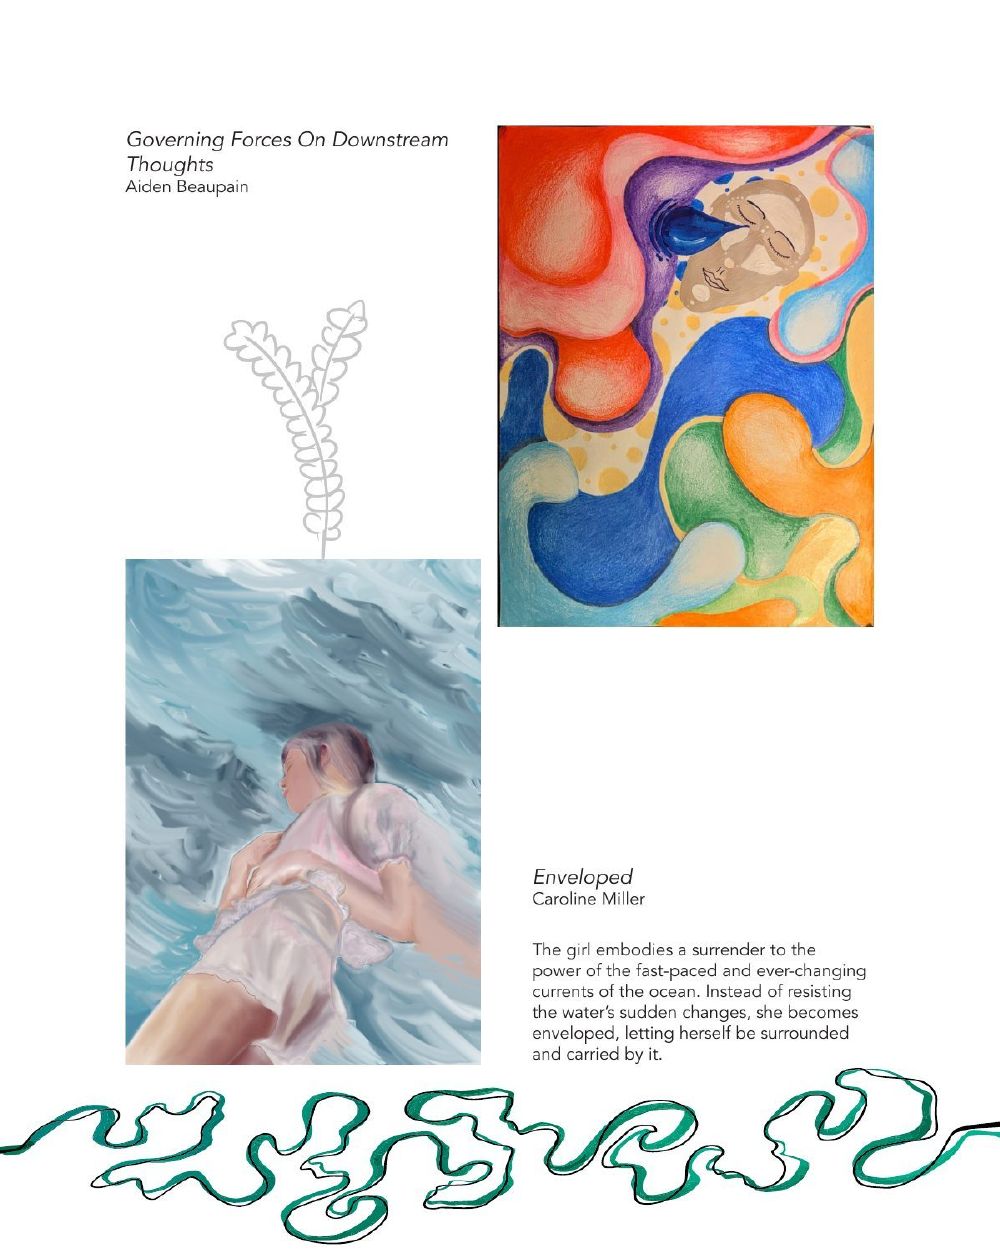 Governing Forces On Downstream
Thoughts
Aiden Beaupain
Enveloped
Caroline Miller
The girl embodies a surrender to the
power of the fast-paced and ever-changing
currents of the ocean. Instead of resisting
the water's sudden changes, she becomes
enveloped, letting herself be surrounded
and carried by it.